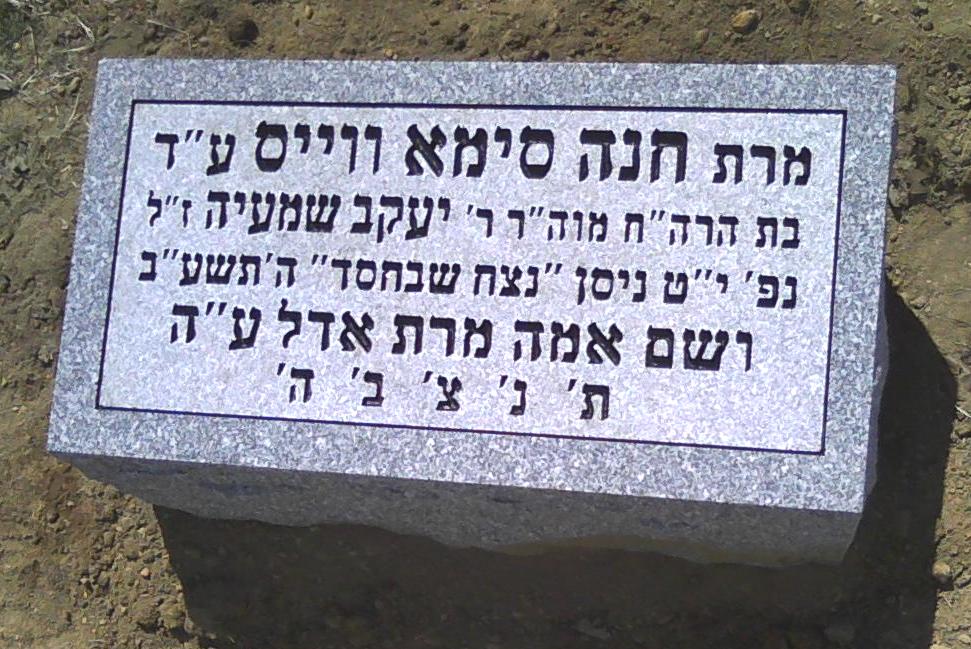 מרת חנה סימא ווייס ע״ד
בת הרה״ח מוה״ר ר׳ יעקב שמעיה ז״ל
נפ׳ י״ט ניסן ״נצח שבחסד״ ה׳תשע״ב
ושם אמה מרת אדל ע״ה
ת׳ נ׳ צ׳ ב׳ ה׳